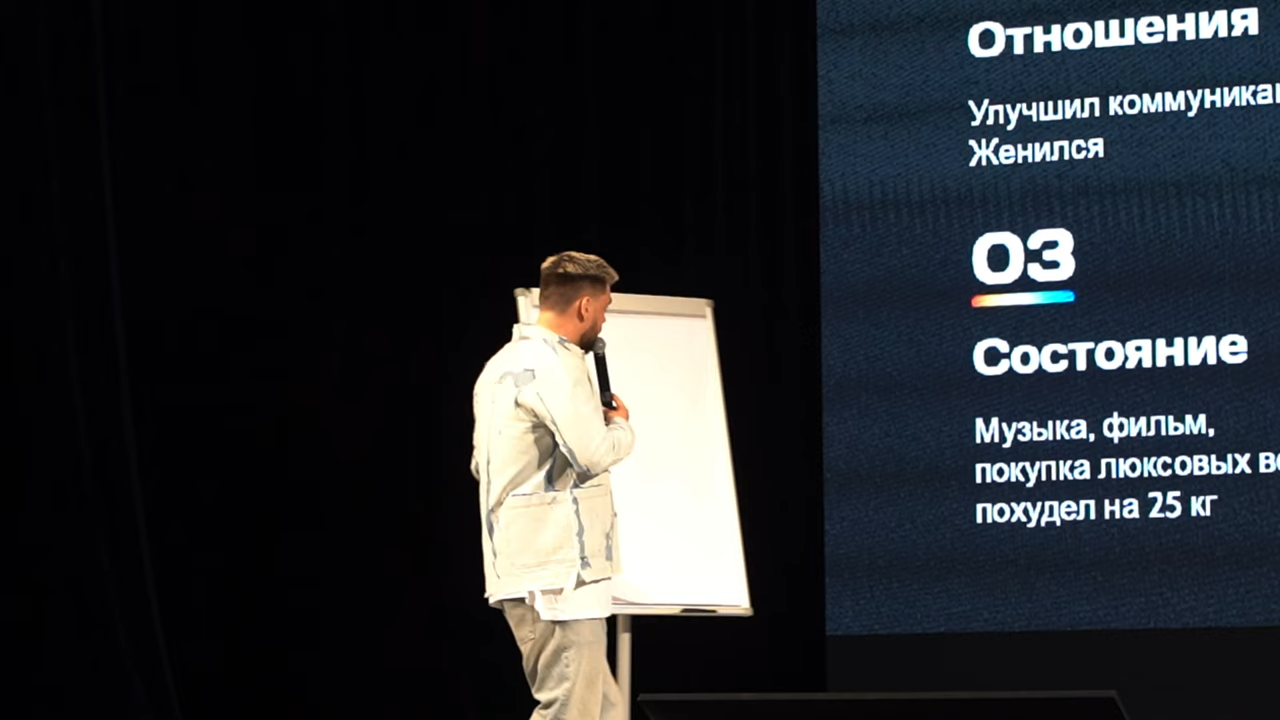 Отношения
Улучшил
Женился
03
Состояние
Музыка, фильм,
покупка люксовых
похудел на 25 кг